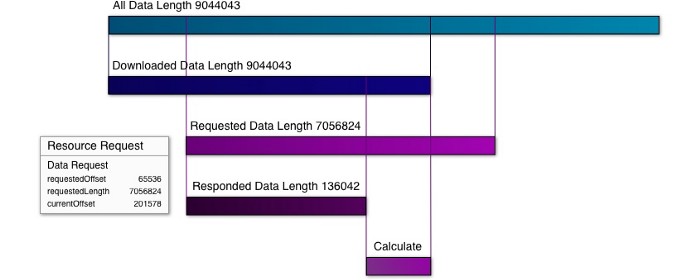 All Data Length 9044043
Downloaded Data Length 9044043
Requested Data Length 7056824
Resource Request
Data Request
requestedOffset 65536
requestedLength 7056824
currentOffset 201578
Responded Data Length 136042
Calculate